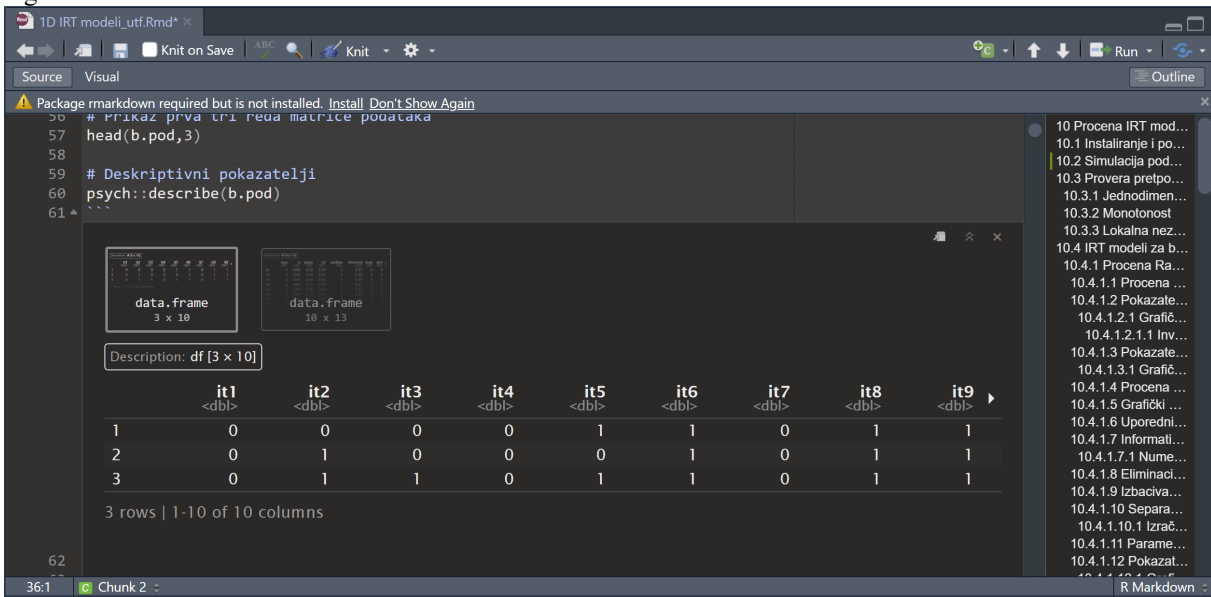 1D IRT modeli_utf.Rmd*
Knit on Save ABC Knit Run
Source Visual Outline
Package rmarkdown required but is not installed. Install Don't Show Again
56 # Prikaz prva tri reda matrice podataka
57 head(b.pod,3)
58
59 # Deskriptivni pokazatelji
60 psych::describe(b.pod)
61 ```
data.frame
3 x 10
data.frame
10 x 13
Description: df [3 × 10]
it1 it2 it3 it4 it5 it6 it7 it8 it9
<dbl> <dbl> <dbl> <dbl> <dbl> <dbl> <dbl> <dbl> <dbl>
1 0 0 0 0 1 1 0 1 1
2 0 1 0 0 0 1 0 1 1
3 0 1 1 0 1 1 0 1 1
3 rows | 1-10 of 10 columns
62
10 Procena IRT mod...
10.1 Instaliranje i po...
10.2 Simulacija pod...
10.3 Provera pretpo...
10.3.1 Jednodimen...
10.3.2 Monotonost
10.3.3 Lokalna nez...
10.4 IRT modeli za b...
10.4.1 Procena Ra...
10.4.1.1 Procena ...
10.4.1.2 Pokazate...
10.4.1.2.1 Grafič...
10.4.1.2.1.1 Inv...
10.4.1.3 Pokazate...
10.4.1.3.1 Grafič...
10.4.1.4 Procena ...
10.4.1.5 Grafički ...
10.4.1.6 Uporedni...
10.4.1.7 Informati...
10.4.1.7.1 Nume...
10.4.1.8 Eliminaci...
10.4.1.9 Izbaciva...
10.4.1.10 Separa...
10.4.1.10.1 Izrač...
10.4.1.11 Parame...
10.4.1.12 Pokazat...
36:1 C Chunk 2 R Markdown